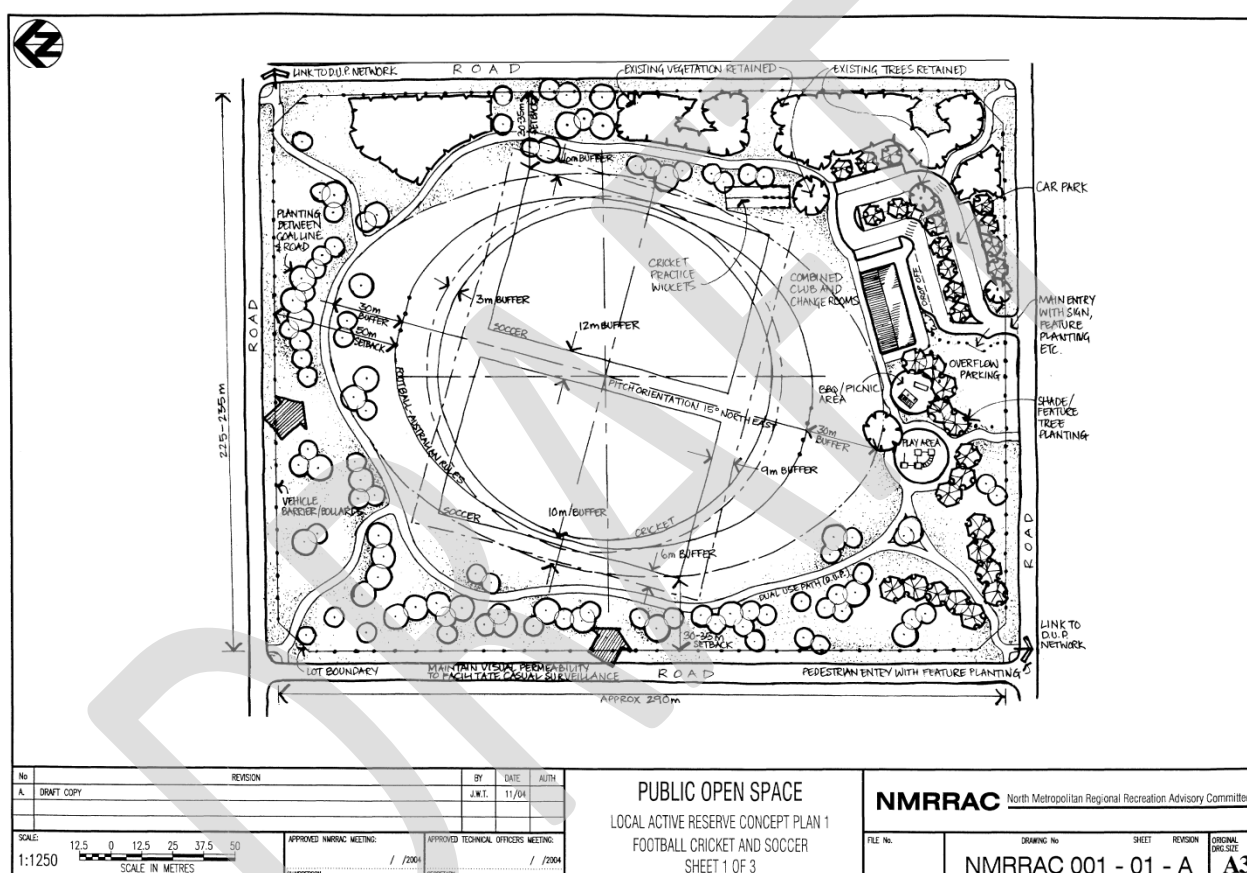 LINK TO D.U.P. NETWORK
ROAD
EXISTING VEGETATION RETAINED
EXISTING TREES RETAINED
30-35m
SETBACK
BUFFER
CAR PARK
PLANTING
BETWEEN
GOAL LINE
& ROAD
CRICKET
PRACTICE
WICKETS
COMBINED
CLUB AND
CHANGE ROOMS
DROP OFF
3m BUFFER
30m
BUFFER
50m
SETBACK
SOCCER
12m BUFFER
MAIN ENTRY
WITH SIGN,
FEATURE
PLANTING
ETC.
ROAD
OVERFLOW
PARKING
BBQ/PICNIC
AREA
PITCH ORIENTATION 15° NORTH EAST
SHADE/
FEATURE
TREE
PLANTING
225-235m
FOOTBALL-AUSTRALIAN RULES
30m
BUFFER
PLAY AREA
9m BUFFER
VEHICLE
BARRIER/BOLLARDS
SOCCER
10m BUFFER
CRICKET
6m BUFFER
ROAD
DUAL USE PATH (D.U.P.)
LINK TO
D.U.P.
NETWORK
30-35m
SETBACK
LOT BOUNDARY
MAINTAIN VISUAL PERMEABILITY
TO FACILITATE CASUAL SURVEILLANCE
ROAD
PEDESTRIAN ENTRY WITH FEATURE PLANTING
APPROX 290m
DRAFT
No REVISION BY DATE AUTH
A. DRAFT COPY J.W.T. 11/04
SCALE:
1:1250
12.5 0 12.5 25 37.5 50
SCALE IN METRES
APPROVED NMRRAC MEETING:
/ /2004
APPROVED TECHNICAL OFFICERS MEETING:
/ /2004
PUBLIC OPEN SPACE
LOCAL ACTIVE RESERVE CONCEPT PLAN 1
FOOTBALL CRICKET AND SOCCER
SHEET 1 OF 3
NMRRAC North Metropolitan Regional Recreation Advisory Committee
FILE No.
DRAWING No SHEET REVISION
NMRRAC 001 - 01 - A
ORIGINAL
DRG.SIZE
A3